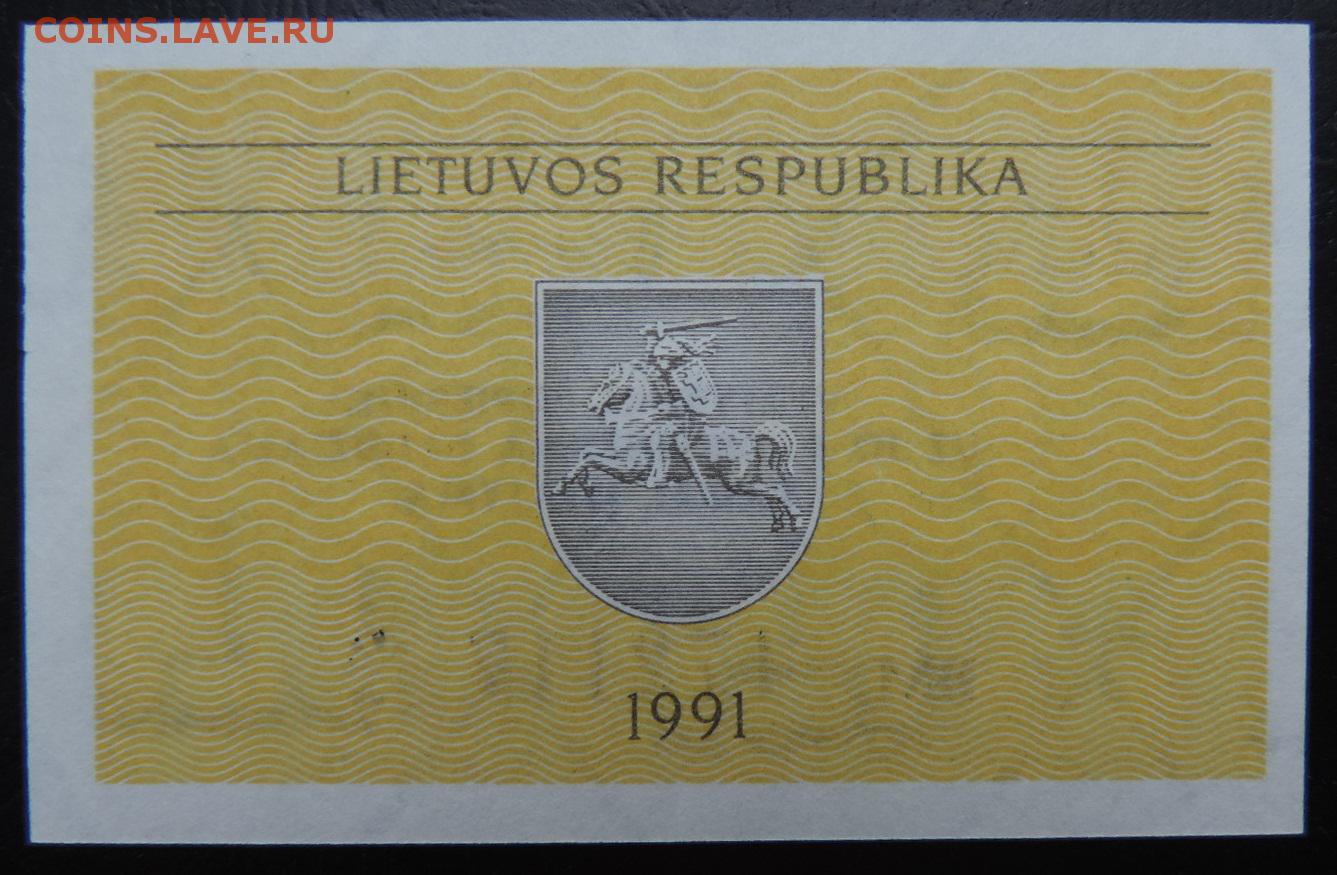 COINS.LAVE.RU
LIETUVOS RESPUBLIKA
1991